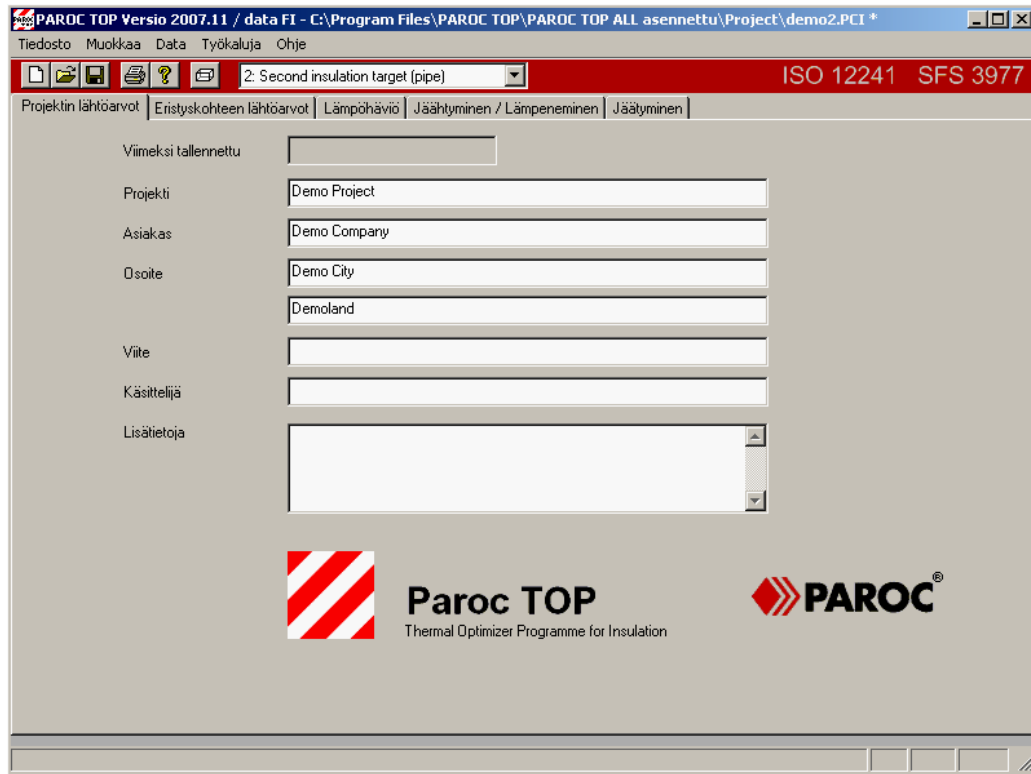 PAROC TOP Versio 2007.11 / data FI - C:\Program Files\PAROC TOP\PAROC TOP ALL asennettu\Project\demo2.PCI *
Tiedosto Muokkaa Data Työkaluja Ohje
2: Second insulation target (pipe) ISO 12241 SFS 3977
Projektin lähtöarvot Eristyskohteen lähtöarvot Lämpöhäviö Jäähtyminen / Lämpeneminen Jäätyminen
Viimeksi tallennettu
Projekti Demo Project
Asiakas Demo Company
Osoite Demo City
Demoland
Viite
Käsittelijä
Lisätietoja
Paroc TOP
Thermal Optimizer Programme for Insulation
PAROC®